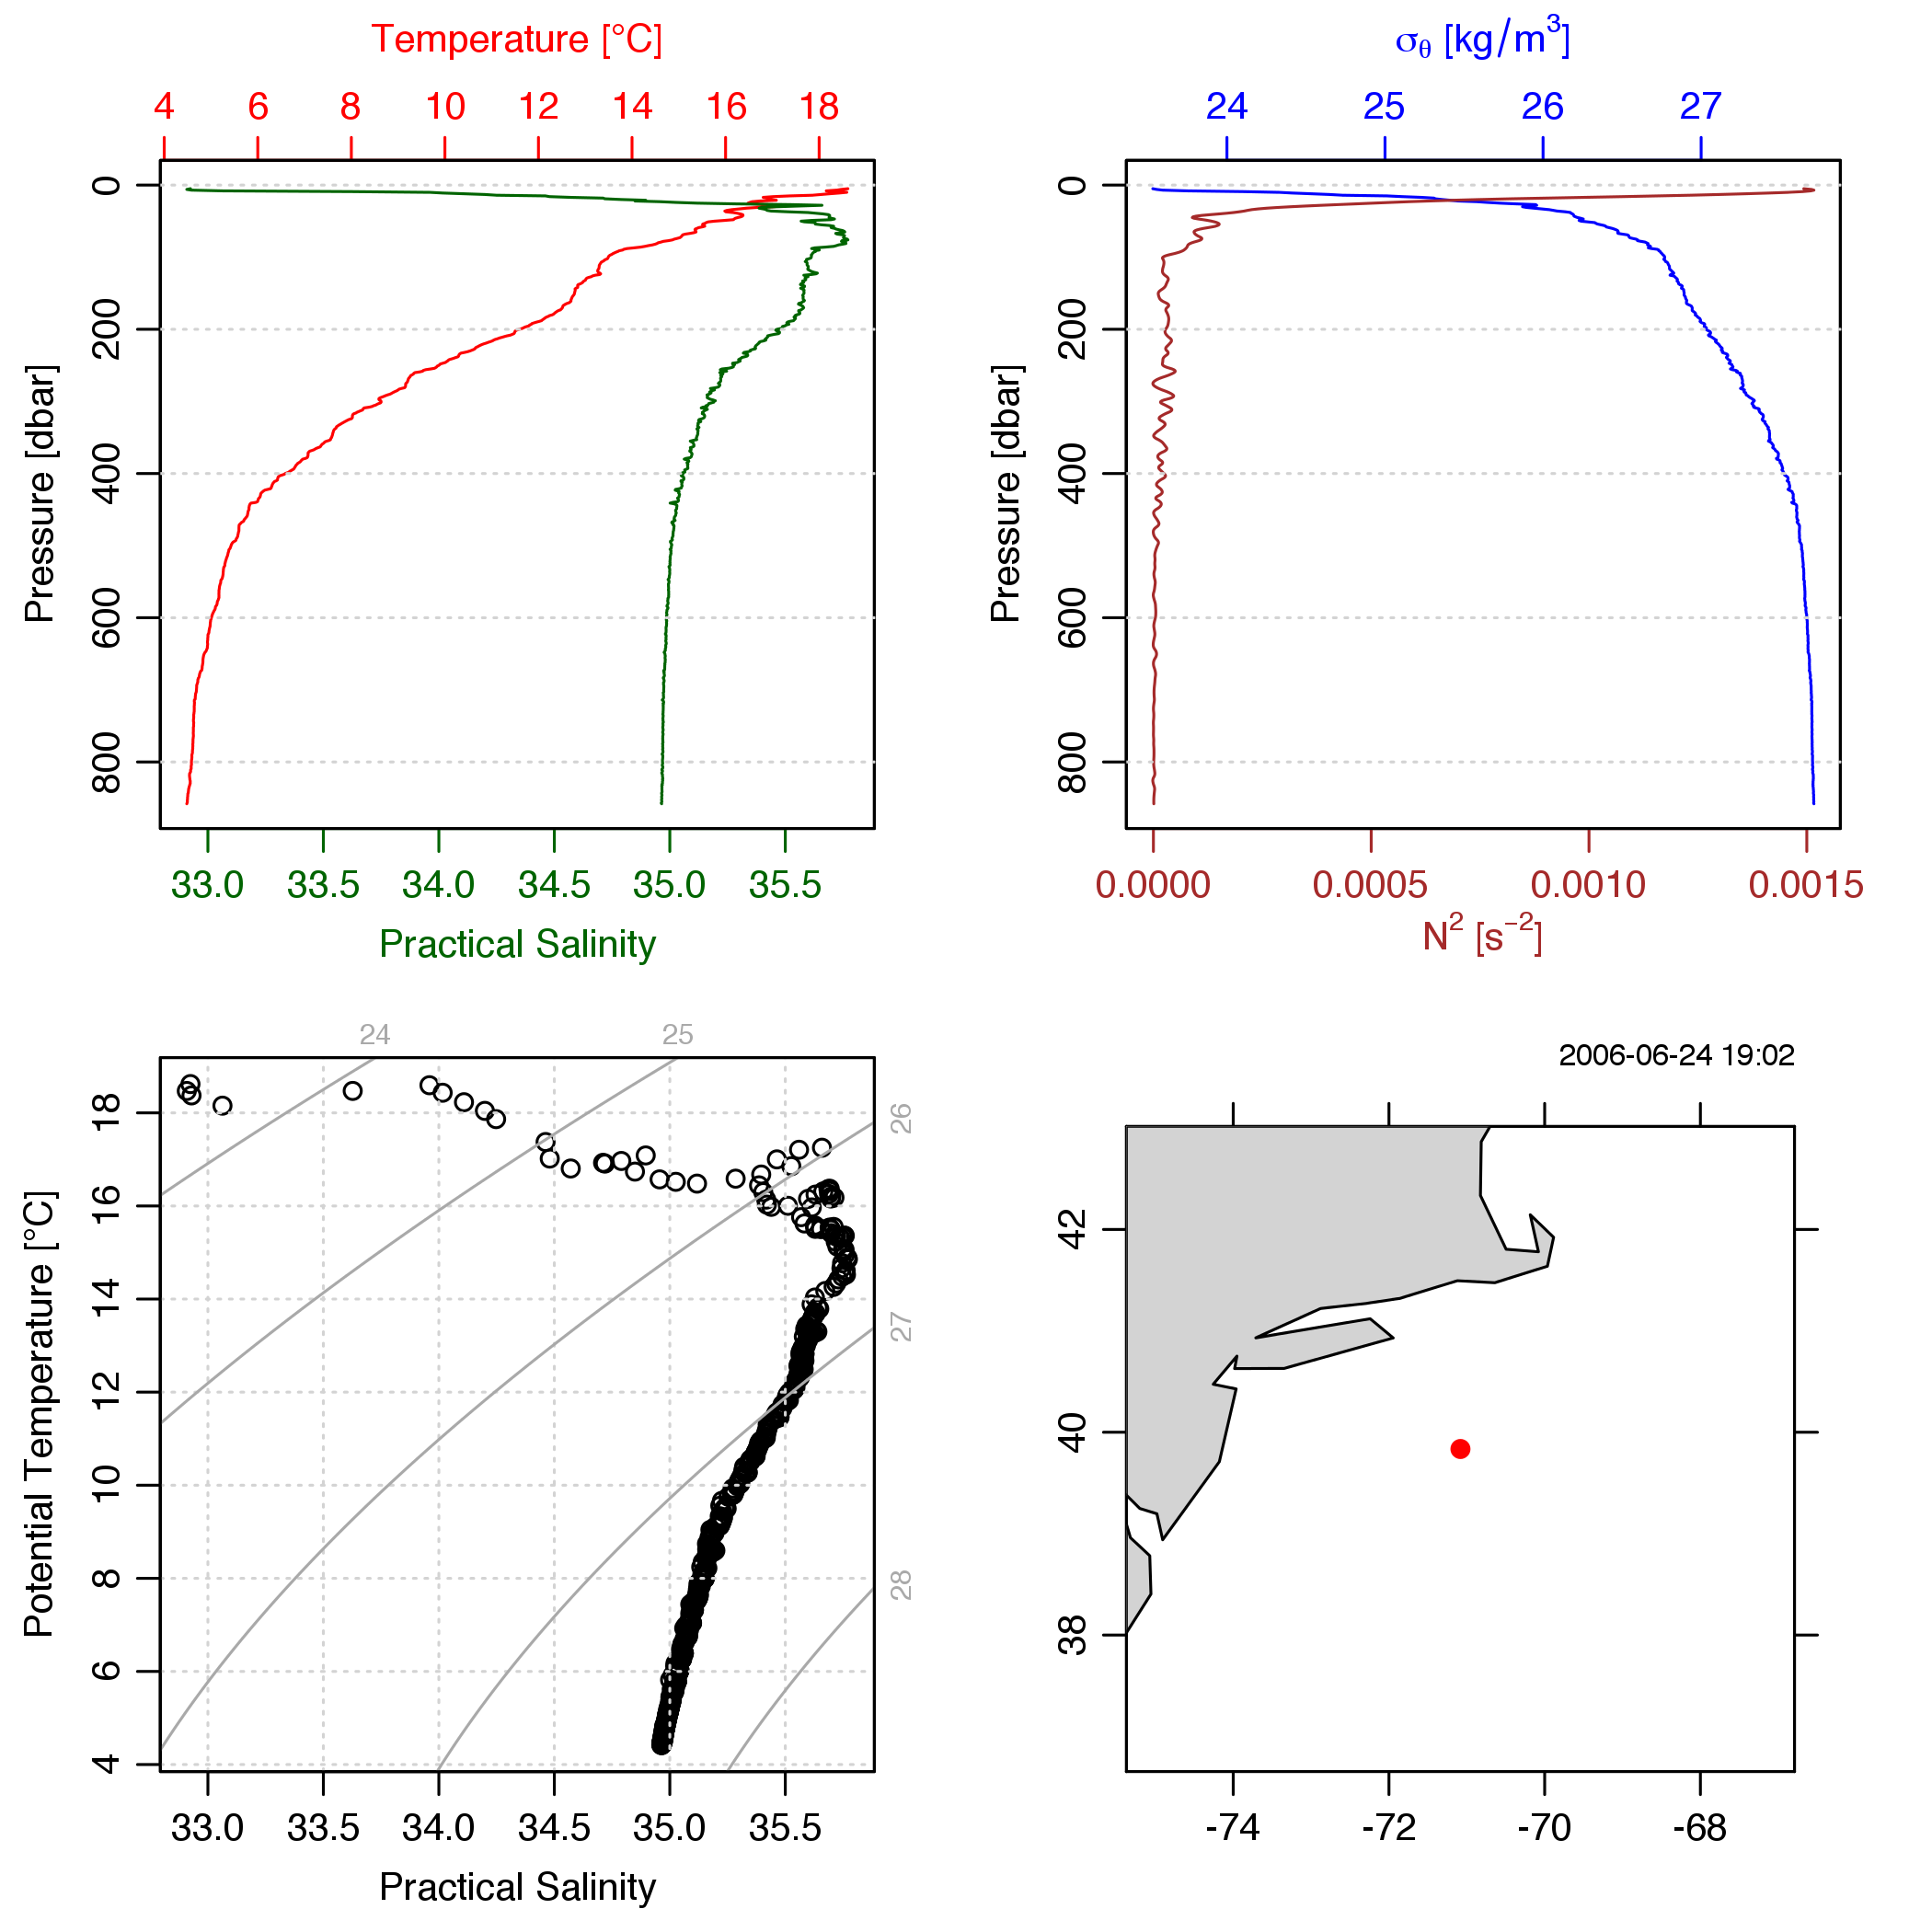 Temperature [°C]
4 6 8 10 12 14 16 18
Pressure [dbar]
0 200 400 600 800
33.0 33.5 34.0 34.5 35.0 35.5
Practical Salinity
σθ [kg/m³]
24 25 26 27
Pressure [dbar]
0 200 400 600 800
0.0000 0.0005 0.0010 0.0015
N² [s⁻²]
24 25
26
27
28
Potential Temperature [°C]
18 16 14 12 10 8 6 4
33.0 33.5 34.0 34.5 35.0 35.5
Practical Salinity
2006-06-24 19:02
42 40 38
-74 -72 -70 -68